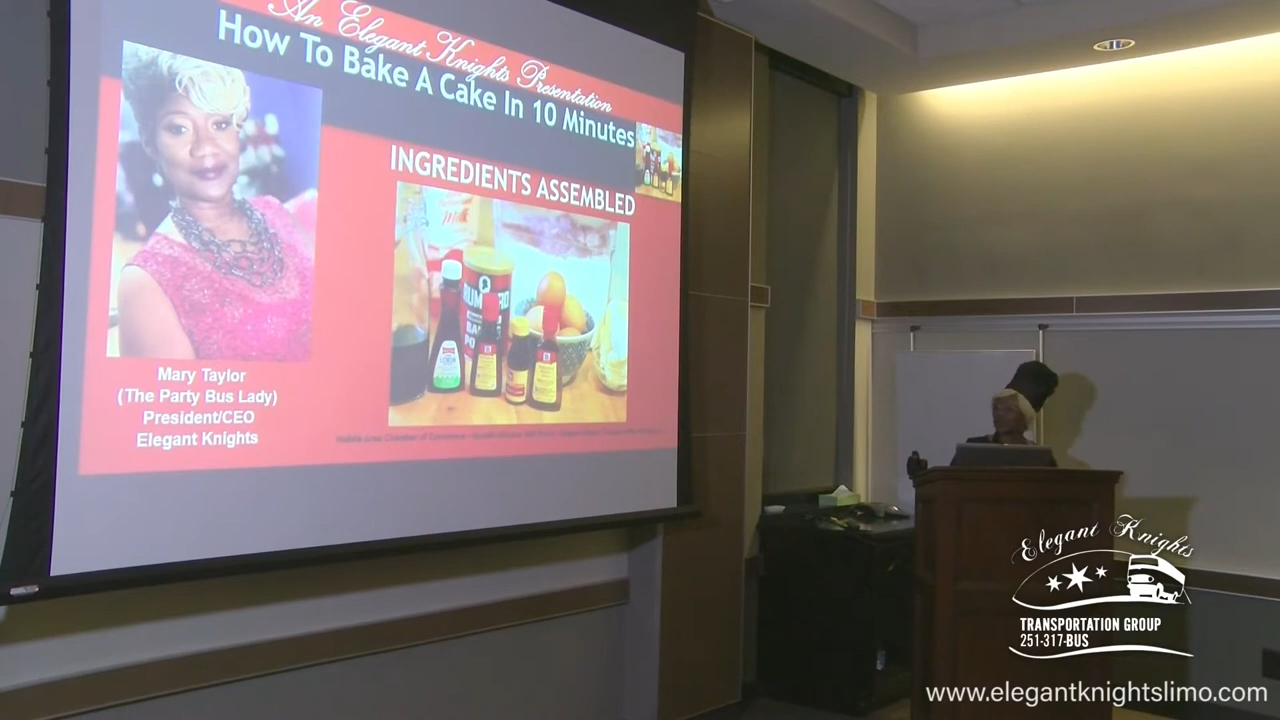 An Elegant Knights Presentation
How To Bake A Cake In 10 Minutes
INGREDIENTS ASSEMBLED
Mary Taylor
(The Party Bus Lady)
President/CEO
Elegant Knights
Elegant Knights
TRANSPORTATION GROUP
251-317-BUS
www.elegantknightslimo.com